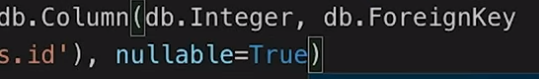 db.Column(db.Integer, db.ForeignKey
s.id'), nullable=True)